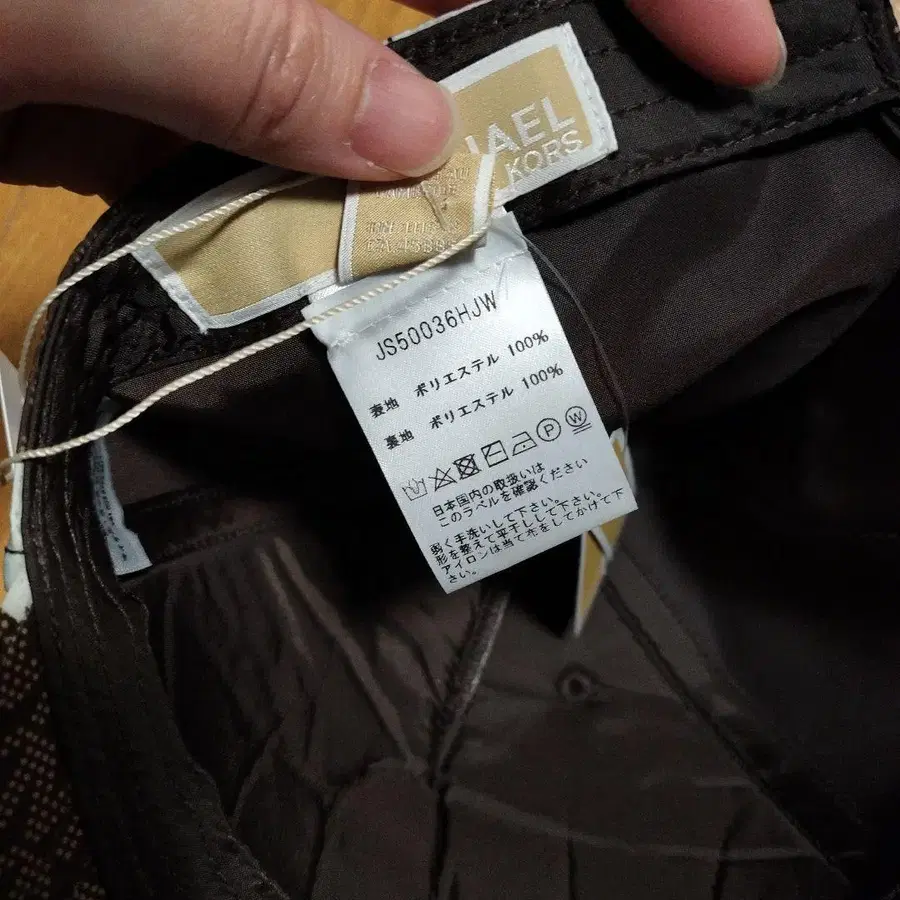 HAEL
KORS
JS50036HJW
表地 ポリエステル 100%
裏地 ポリエステル 100%
P W
日本国内の取扱いは
このラベルを確認ください
弱く手洗いして下さい。
形を整えて平干しして下さい。
アイロンは当て布をしてかけて下
さい。